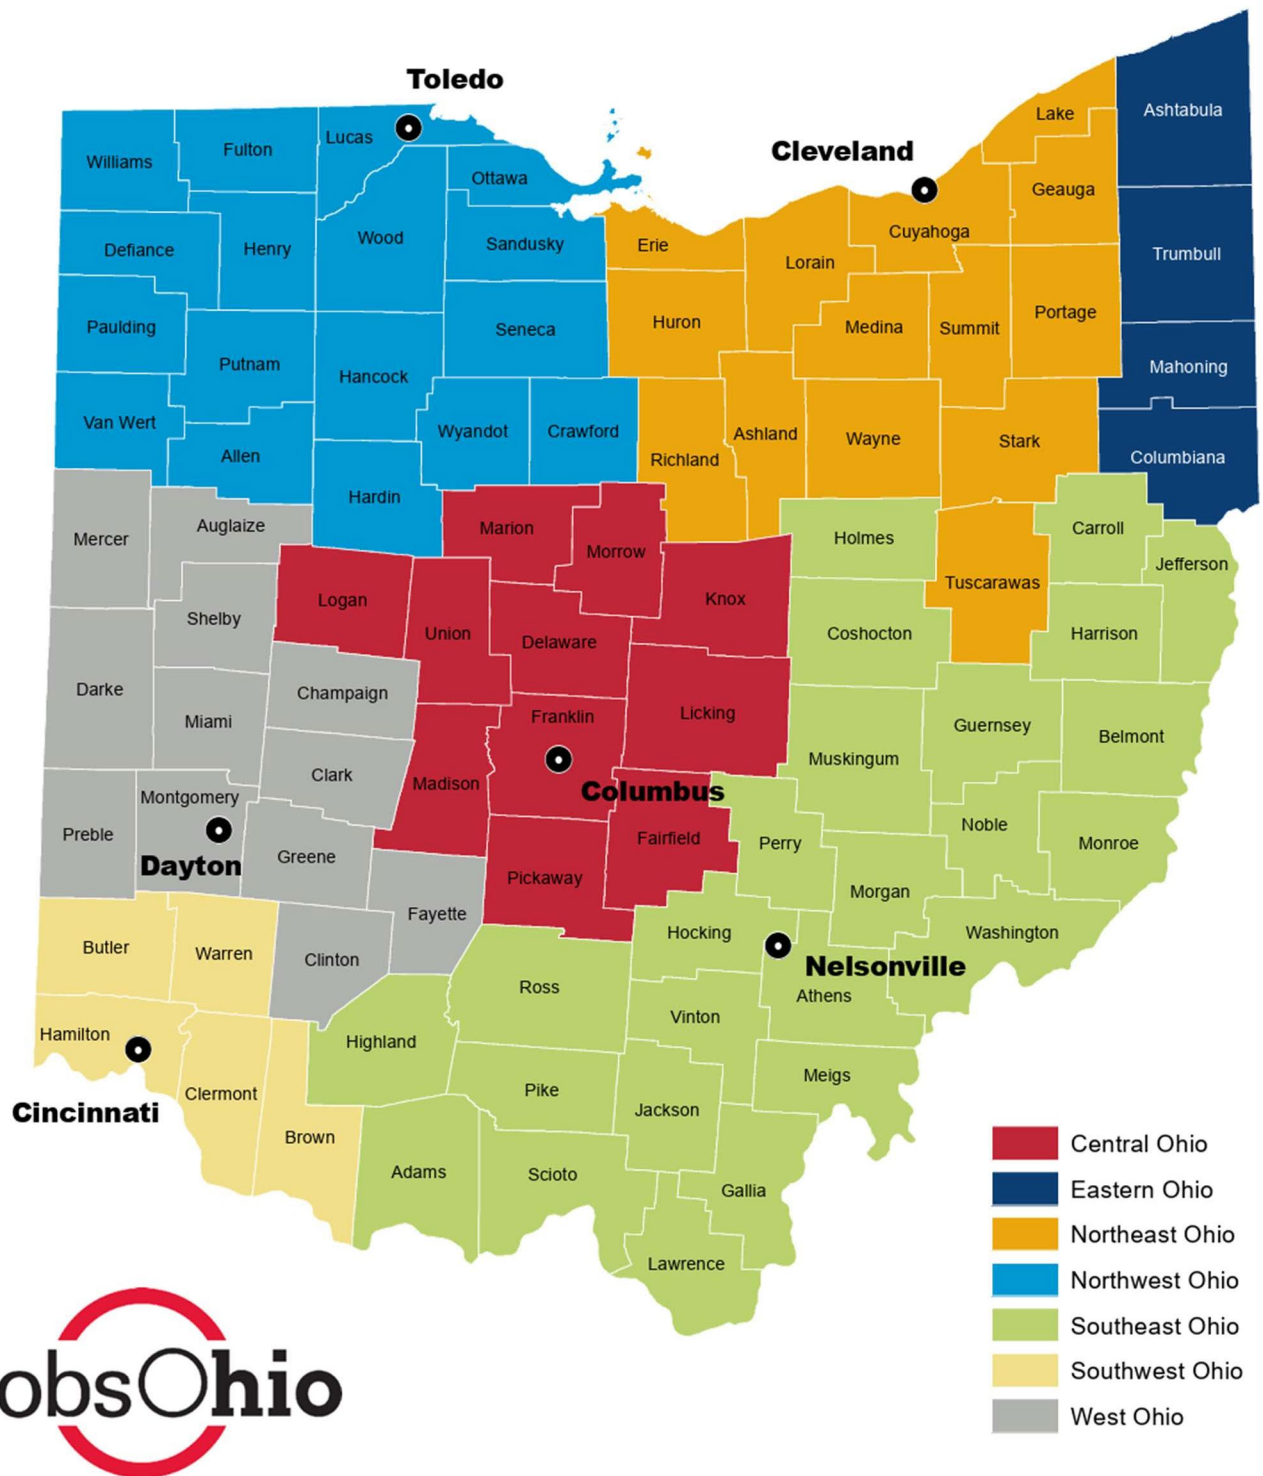 Toledo
Cleveland
Lake
Ashtabula
Lucas
Fulton
Williams
Ottawa
Geauga
Cuyahoga
Wood
Sandusky
Erie
Henry
Defiance
Lorain
Trumbull
Portage
Huron
Medina
Summit
Seneca
Paulding
Putnam
Hancock
Mahoning
Van Wert
Wyandot
Crawford
Ashland
Wayne
Stark
Richland
Allen
Columbiana
Hardin
Auglaize
Marion
Carroll
Mercer
Holmes
Morrow
Jefferson
Tuscarawas
Logan
Knox
Shelby
Union
Delaware
Coshocton
Harrison
Darke
Champaign
Miami
Franklin
Licking
Guernsey
Belmont
Muskingum
Clark
Madison
Columbus
Montgomery
Preble
Noble
Fairfield
Perry
Monroe
Dayton
Greene
Pickaway
Morgan
Fayette
Hocking
Washington
Butler
Warren
Clinton
Nelsonville
Ross
Athens
Vinton
Hamilton
Highland
Meigs
Pike
Clermont
Jackson
Cincinnati
Brown
Adams
Scioto
Gallia
Lawrence
Central Ohio
Eastern Ohio
Northeast Ohio
Northwest Ohio
Southeast Ohio
Southwest Ohio
West Ohio
obsOhio